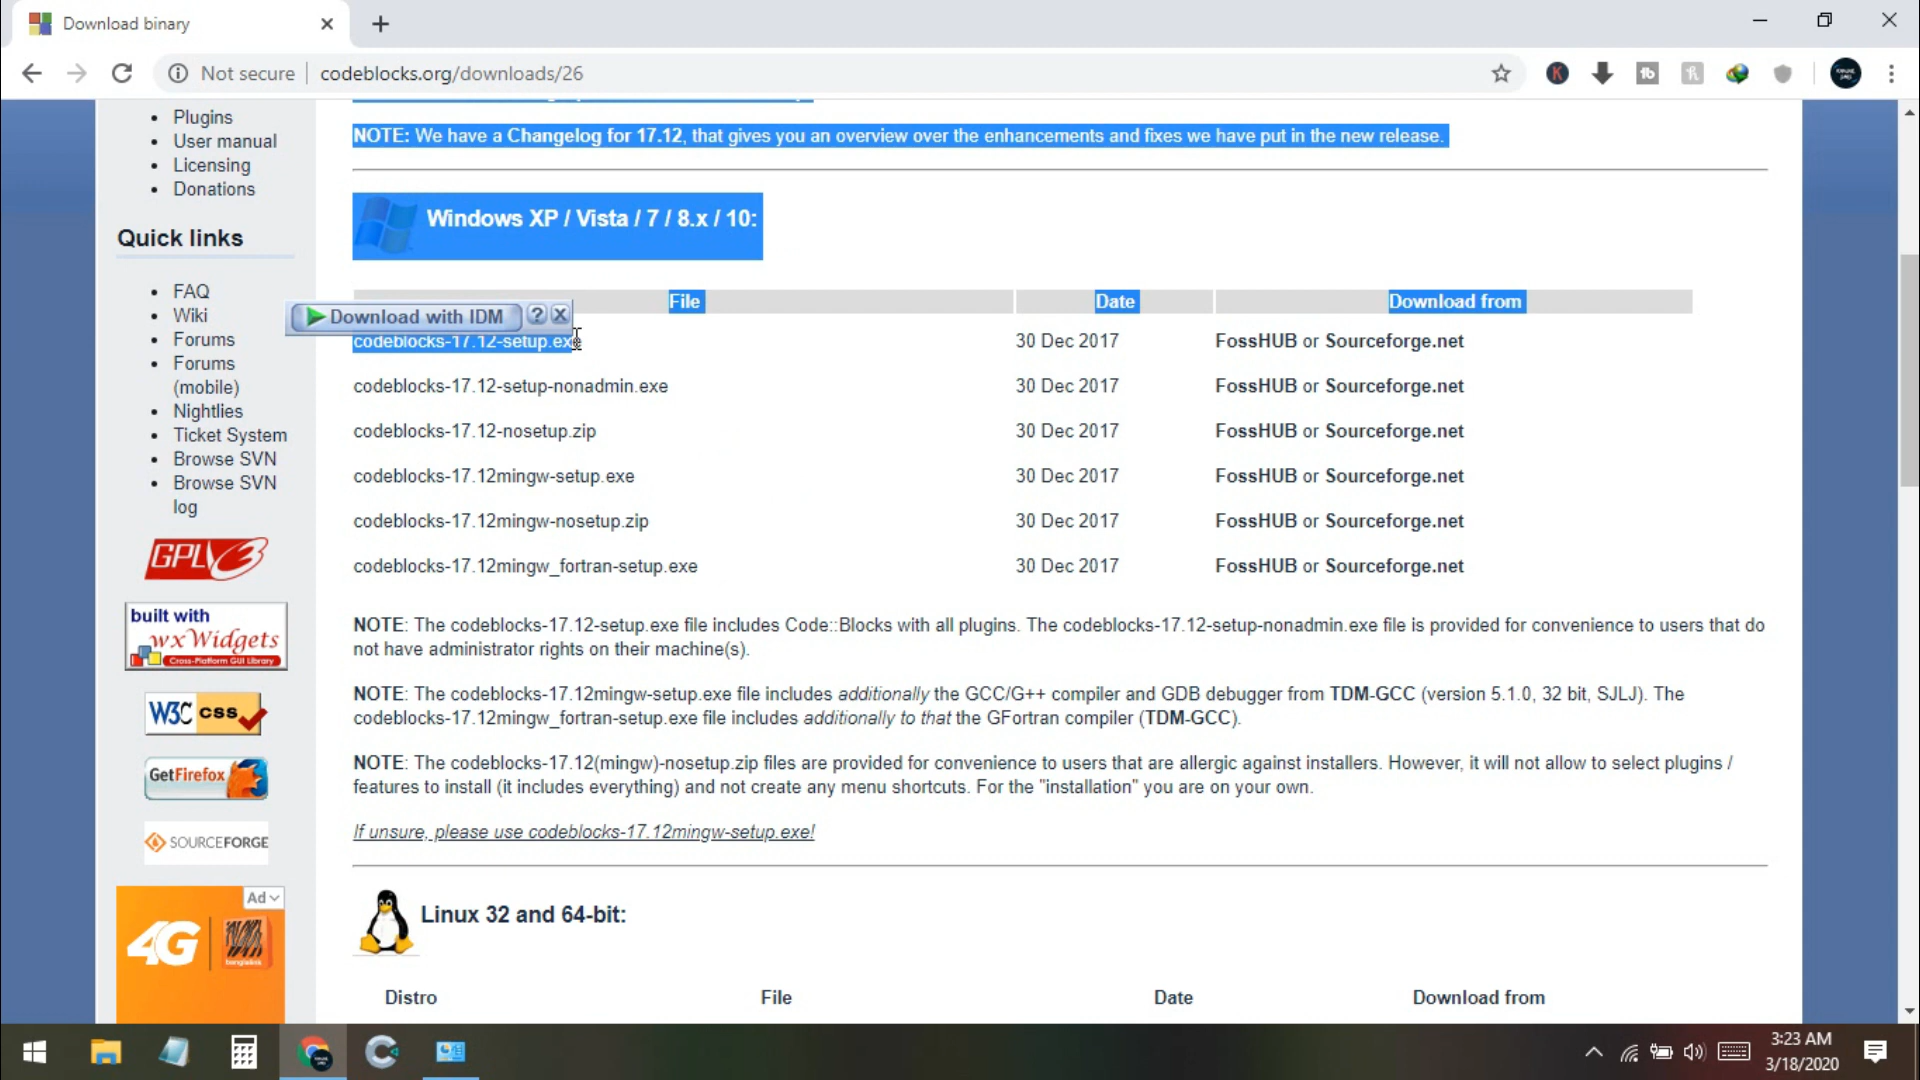 Download binary
Not secure
codeblocks.org/downloads/26
Plugins
User manual
Licensing
Donations
Quick links
FAQ
Wiki
Forums
Forums
(mobile)
Nightlies
Ticket System
Browse SVN
Browse SVN
log
GPLv3
built with
wxWidgets
Cross-Platform GUI Library
W3C css
GetFirefox
SOURCEFORGE
Ad
4G
banglalink
NOTE: We have a Changelog for 17.12, that gives you an overview over the enhancements and fixes we have put in the new release.
Windows XP / Vista / 7 / 8.x / 10:
File Date Download from
Download with IDM ?
codeblocks-17.12-setup.exe 30 Dec 2017 FossHUB or Sourceforge.net
codeblocks-17.12-setup-nonadmin.exe 30 Dec 2017 FossHUB or Sourceforge.net
codeblocks-17.12-nosetup.zip 30 Dec 2017 FossHUB or Sourceforge.net
codeblocks-17.12mingw-setup.exe 30 Dec 2017 FossHUB or Sourceforge.net
codeblocks-17.12mingw-nosetup.zip 30 Dec 2017 FossHUB or Sourceforge.net
codeblocks-17.12mingw_fortran-setup.exe 30 Dec 2017 FossHUB or Sourceforge.net
NOTE: The codeblocks-17.12-setup.exe file includes Code::Blocks with all plugins. The codeblocks-17.12-setup-nonadmin.exe file is provided for convenience to users that do
not have administrator rights on their machine(s).
NOTE: The codeblocks-17.12mingw-setup.exe file includes additionally the GCC/G++ compiler and GDB debugger from TDM-GCC (version 5.1.0, 32 bit, SJLJ). The
codeblocks-17.12mingw_fortran-setup.exe file includes additionally to that the GFortran compiler (TDM-GCC).
NOTE: The codeblocks-17.12(mingw)-nosetup.zip files are provided for convenience to users that are allergic against installers. However, it will not allow to select plugins /
features to install (it includes everything) and not create any menu shortcuts. For the "installation" you are on your own.
If unsure, please use codeblocks-17.12mingw-setup.exe!
Linux 32 and 64-bit:
Distro File Date Download from
3:23 AM
3/18/2020